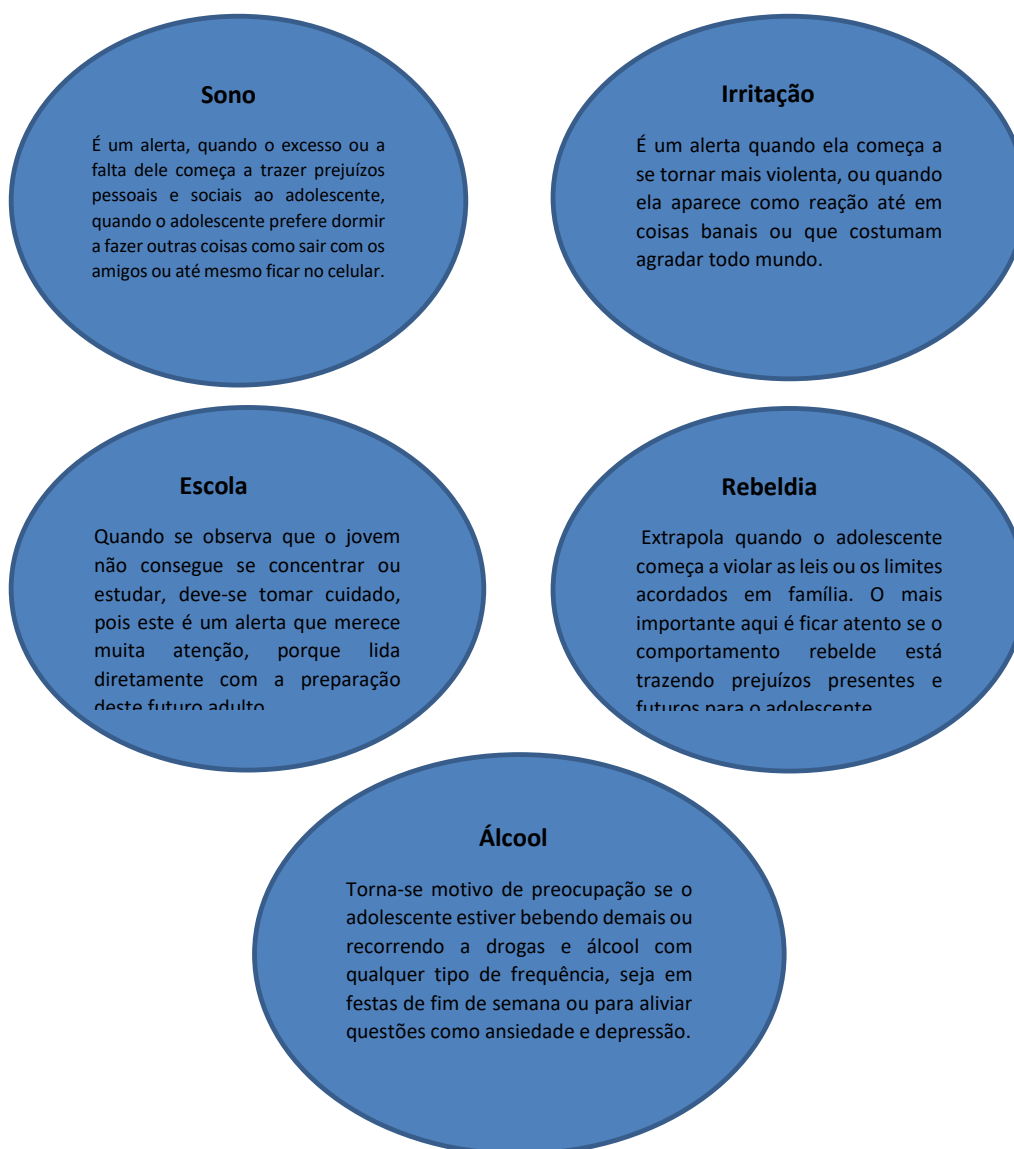 Sono
É um alerta, quando o excesso ou a
falta dele começa a trazer prejuízos
pessoais e sociais ao adolescente,
quando o adolescente prefere dormir
a fazer outras coisas como sair com os
amigos ou até mesmo ficar no celular.
Irritação
É um alerta quando ela começa a
se tornar mais violenta, ou quando
ela aparece como reação até em
coisas banais ou que costumam
agradar todo mundo.
Escola
Quando se observa que o jovem
não consegue se concentrar ou
estudar, deve-se tomar cuidado,
pois este é um alerta que merece
muita atenção, porque lida
diretamente com a preparação
deste futuro adulto
Rebeldia
Extrapola quando o adolescente
começa a violar as leis ou os limites
acordados em família. O mais
importante aqui é ficar atento se o
comportamento rebelde está
trazendo prejuízos presentes e
futuros para o adolescente
Álcool
Torna-se motivo de preocupação se o
adolescente estiver bebendo demais ou
recorrendo a drogas e álcool com
qualquer tipo de frequência, seja em
festas de fim de semana ou para aliviar
questões como ansiedade e depressão.